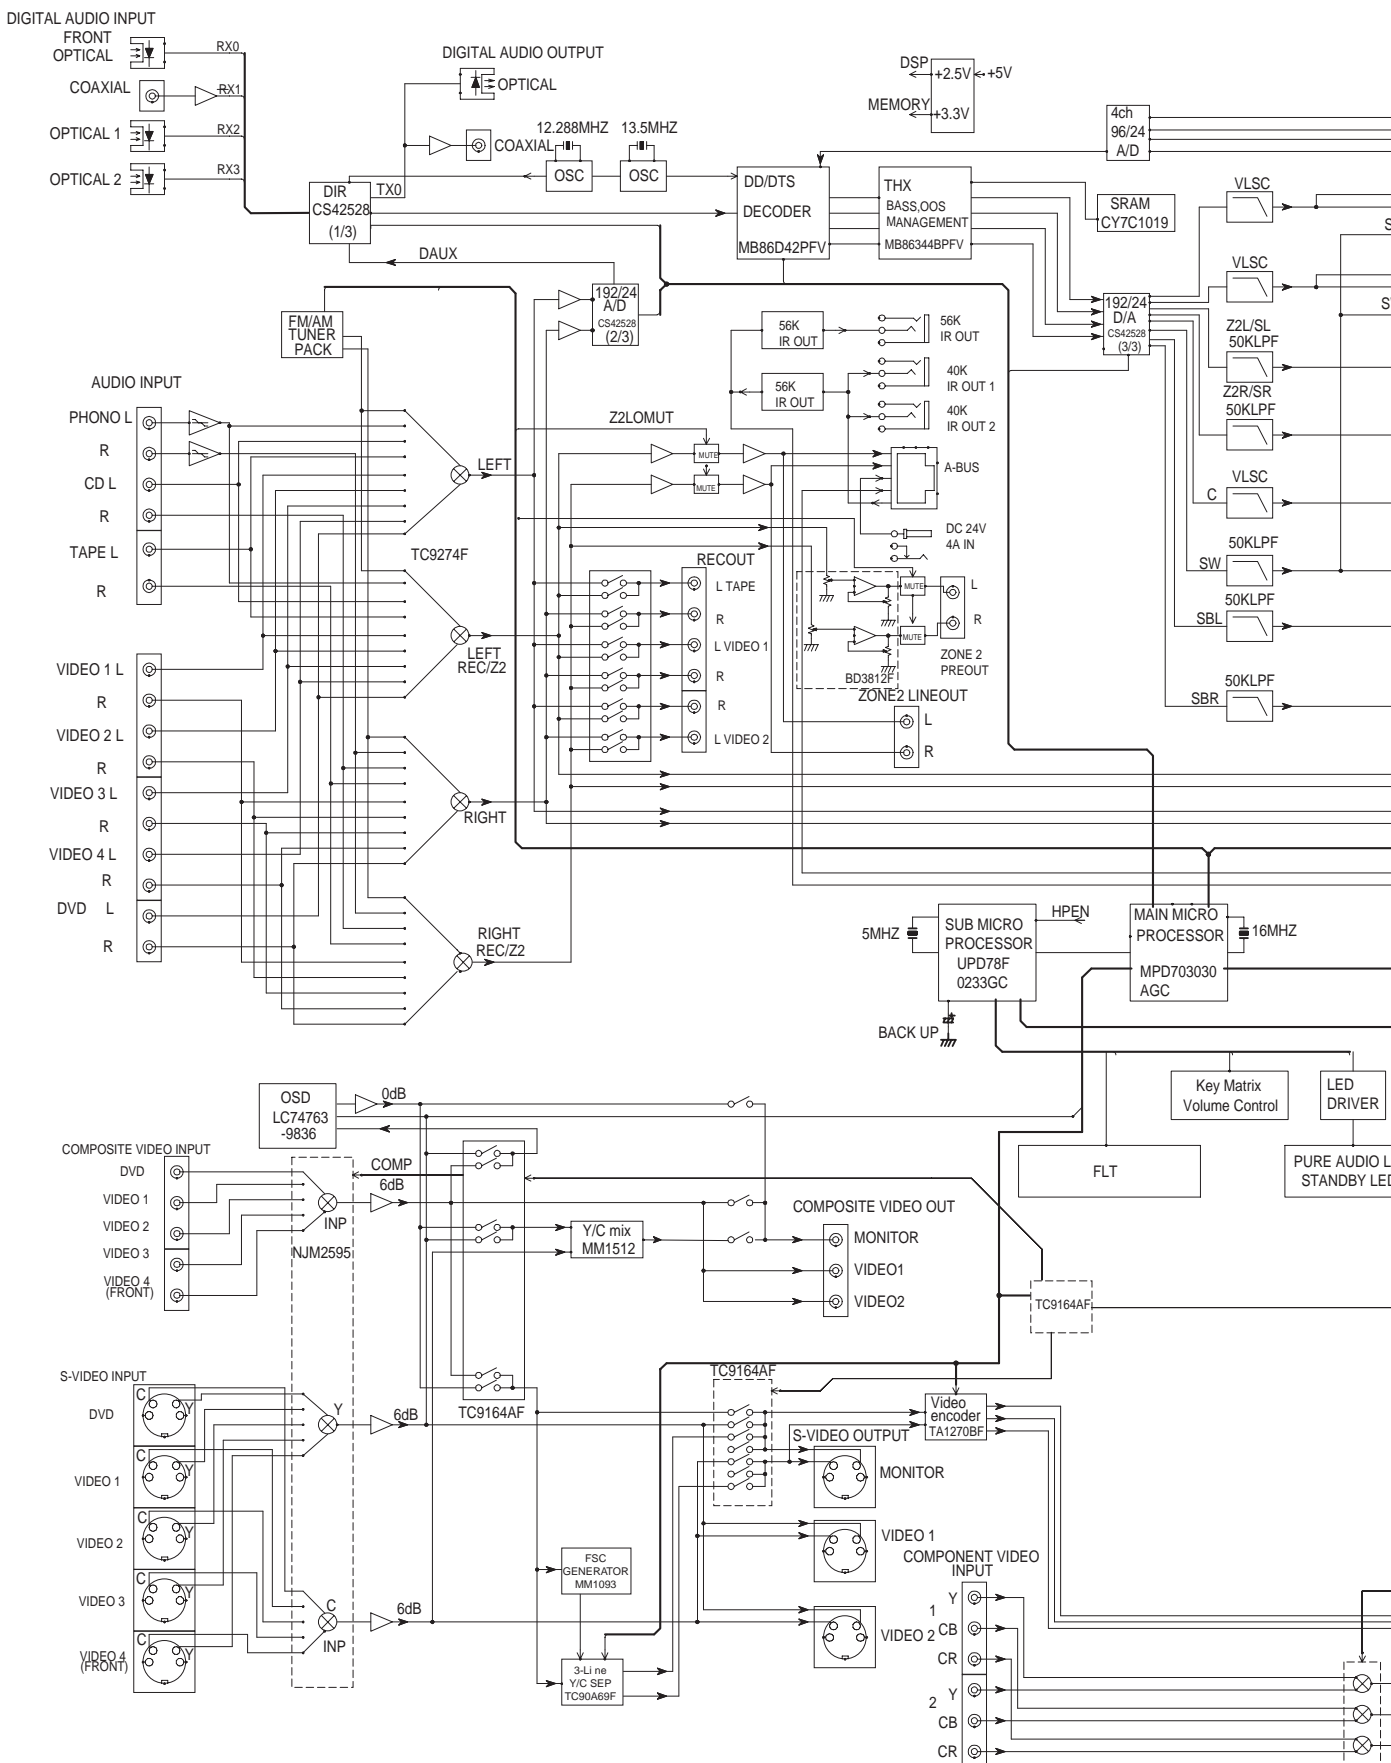 DIGITAL AUDIO INPUT
FRONT
OPTICAL
RX0
COAXIAL
RX1
OPTICAL 1
RX2
OPTICAL 2
RX3
DIGITAL AUDIO OUTPUT
OPTICAL
COAXIAL
12.288MHZ
13.5MHZ
OSC
OSC
DIR
CS42528
(1/3)
TX0
DAUX
DSP
+2.5V
+5V
MEMORY
+3.3V
DD/DTS
DECODER
MB86D42PFV
THX
BASS,OOS
MANAGEMENT
MB86344BPFV
4ch
96/24
A/D
SRAM
CY7C1019
192/24
A/D
CS42528
(2/3)
192/24
D/A
CS42528
(3/3)
VLSC
VLSC
Z2L/SL
50KLPF
Z2R/SR
50KLPF
VLSC
C
50KLPF
SW
50KLPF
SBL
50KLPF
SBR
S
FM/AM
TUNER
PACK
AUDIO INPUT
PHONO L
R
CD L
R
TAPE L
R
VIDEO 1 L
R
VIDEO 2 L
R
VIDEO 3 L
R
VIDEO 4 L
R
DVD L
R
LEFT
TC9274F
LEFT
REC/Z2
RIGHT
RIGHT
REC/Z2
56K
IR OUT
56K
IR OUT
56K
IR OUT
40K
IR OUT 1
40K
IR OUT 2
Z2LOMUT
MUTE
MUTE
A-BUS
DC 24V
4A IN
RECOUT
L TAPE
R
L VIDEO 1
R
R
L VIDEO 2
MUTE
MUTE
BD3812F
L
R
ZONE 2
PREOUT
ZONE2 LINEOUT
L
R
5MHZ
SUB MICRO
PROCESSOR
UPD78F
0233GC
HPEN
MAIN MICRO
PROCESSOR
MPD703030
AGC
16MHZ
BACK UP
Key Matrix
Volume Control
LED
DRIVER
FLT
PURE AUDIO L
STANDBY LED
OSD
LC74763
-9836
0dB
COMPOSITE VIDEO INPUT
DVD
VIDEO 1
VIDEO 2
VIDEO 3
VIDEO 4
(FRONT)
COMP
6dB
INP
NJM2595
Y/C mix
MM1512
COMPOSITE VIDEO OUT
MONITOR
VIDEO1
VIDEO2
TC9164AF
TC9164AF
TC9164AF
S-VIDEO INPUT
DVD
C
Y
VIDEO 1
C
Y
VIDEO 2
C
Y
VIDEO 3
C
Y
VIDEO 4
(FRONT)
C
Y
Y
6dB
C
INP
6dB
Video
encoder
TA1270BF
S-VIDEO OUTPUT
MONITOR
VIDEO 1
VIDEO 2
FSC
GENERATOR
MM1093
3-Li ne
Y/C SEP
TC90A69F
COMPONENT VIDEO
INPUT
1
Y
CB
CR
2
Y
CB
CR